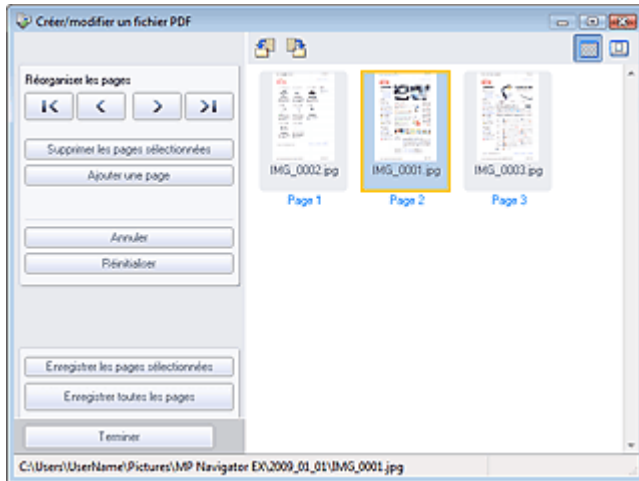 Créer/modifier un fichier PDF
Réorganiser les pages
Supprimer les pages sélectionnées
Ajouter une page
Annuler
Réinitialiser
Enregistrer les pages sélectionnées
Enregistrer toutes les pages
Terminer
IMG_0002.jpg
IMG_0001.jpg
IMG_0003.jpg
Page 1
Page 2
Page 3
C:\Users\UserName\Pictures\MP Navigator EX\2009_01_01\IMG_0001.jpg